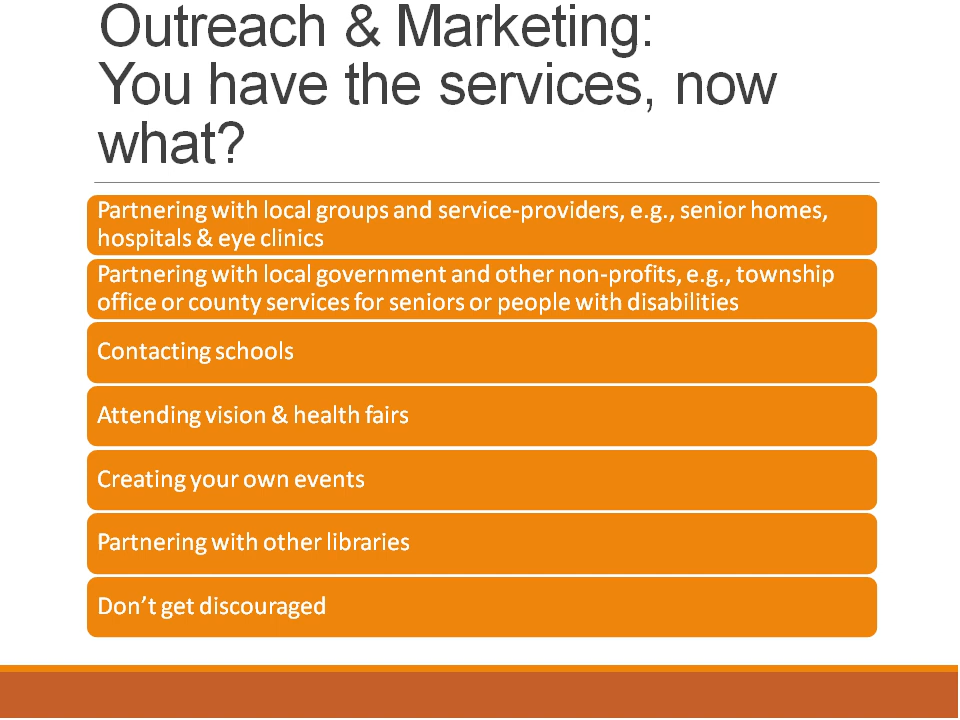 Outreach & Marketing:
You have the services, now
what?
Partnering with local groups and service-providers, e.g., senior homes,
hospitals & eye clinics
Partnering with local government and other non-profits, e.g., township
office or county services for seniors or people with disabilities
Contacting schools
Attending vision & health fairs
Creating your own events
Partnering with other libraries
Don’t get discouraged